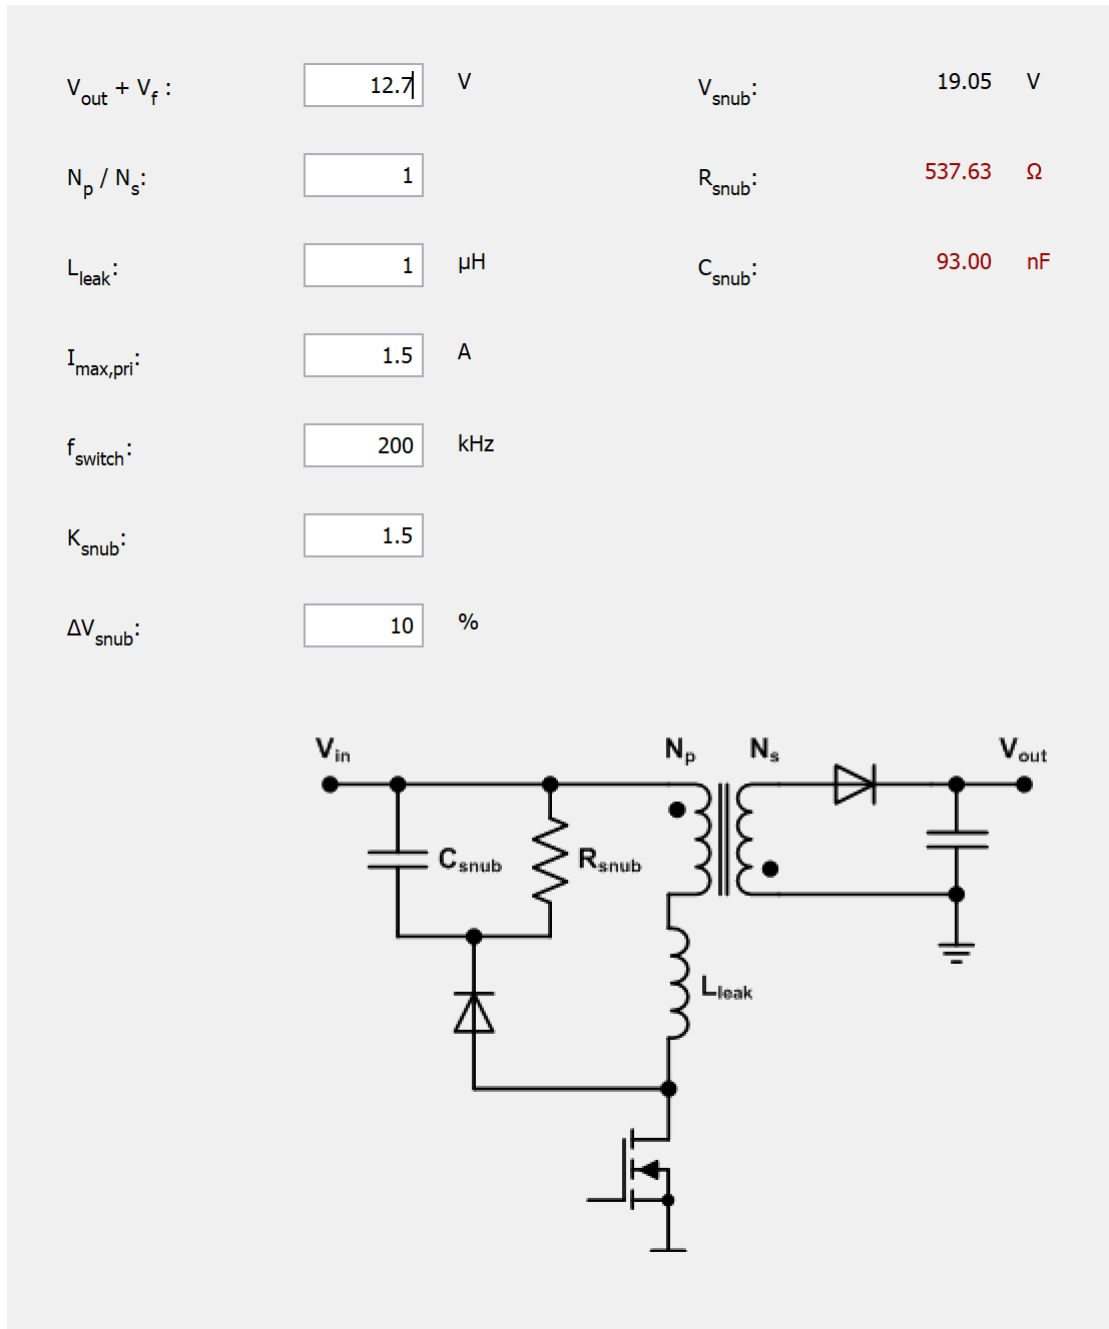 Vout + Vf : 12.7 V Vsnub: 19.05 V
Np / Ns: 1 Rsnub: 537.63 Ω
Lleak: 1 µH Csnub: 93.00 nF
Imax,pri: 1.5 A
fswitch: 200 kHz
Ksnub: 1.5
ΔVsnub: 10 %
Vin Np Ns Vout
Csnub Rsnub
Lleak